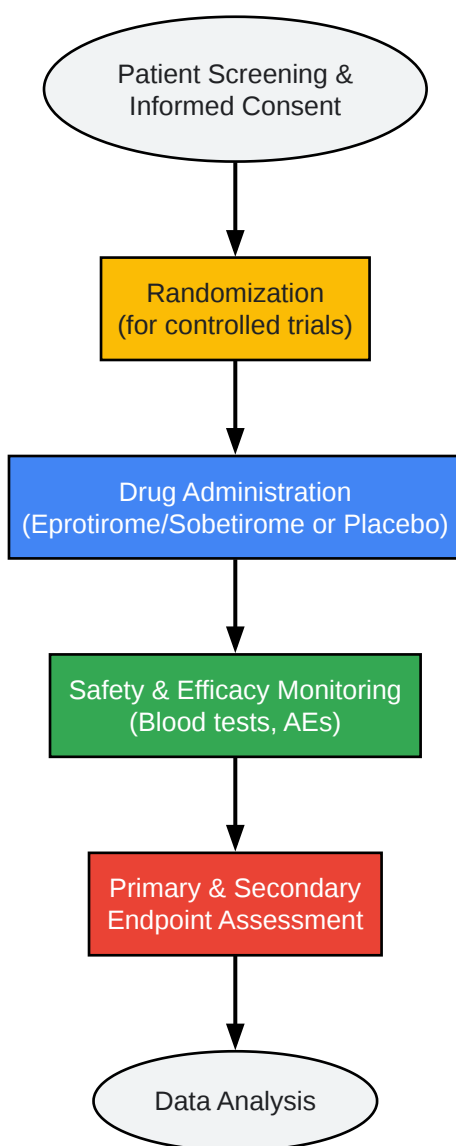 Patient Screening &
Informed Consent
Randomization
(for controlled trials)
Drug Administration
(Eprotirome/Sobetirome or Placebo)
Safety & Efficacy Monitoring
(Blood tests, AEs)
Primary & Secondary
Endpoint Assessment
Data Analysis